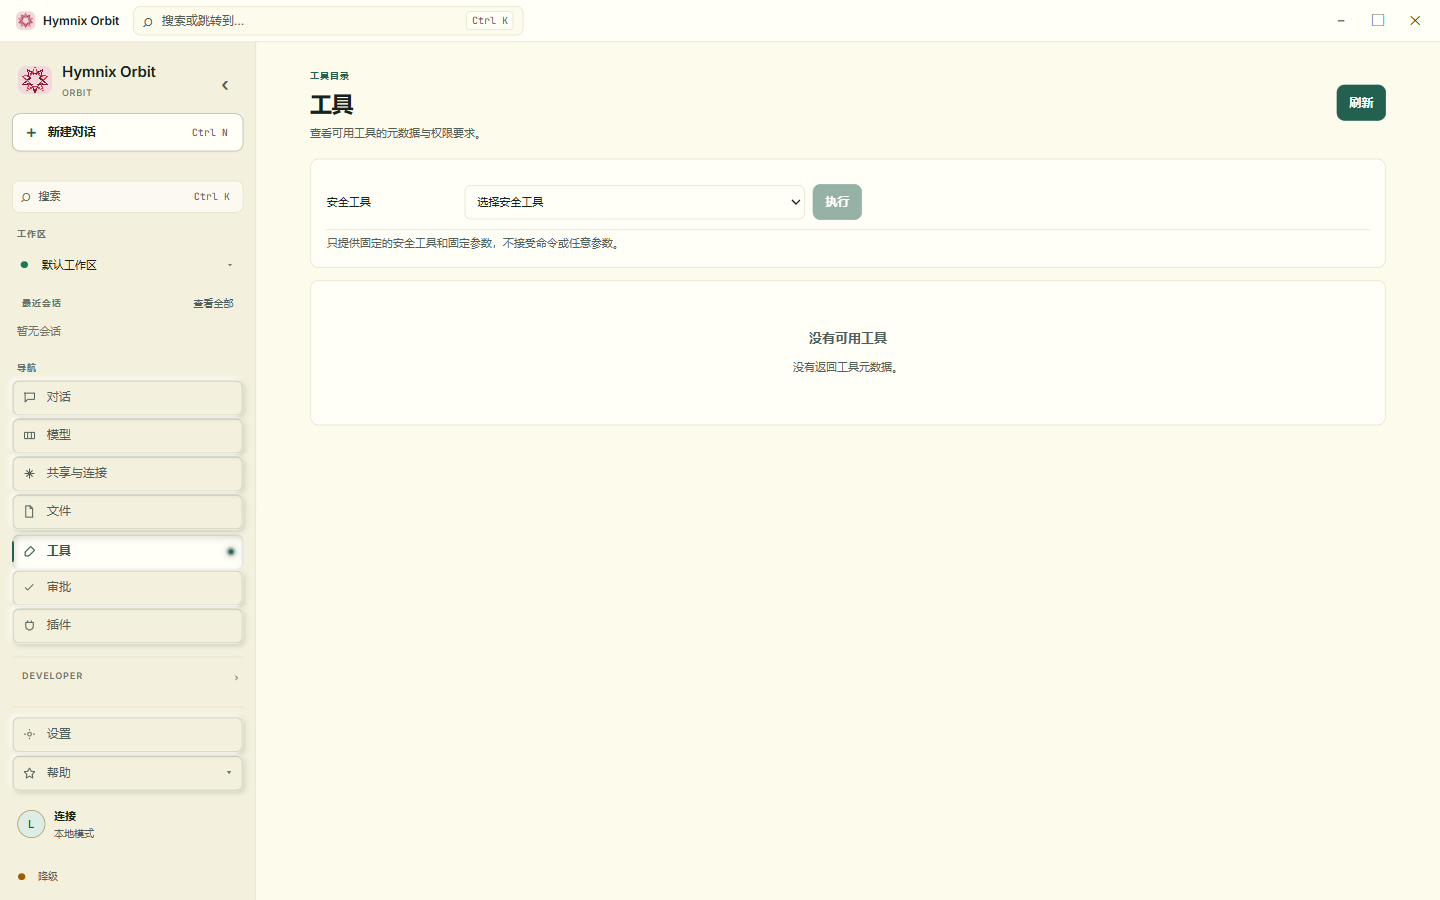 Hymnix Orbit
搜索或跳转到...
Ctrl K
Hymnix Orbit
ORBIT
新建对话
Ctrl N
搜索
Ctrl K
工作区
默认工作区
最近会话
查看全部
暂无会话
导航
对话
模型
共享与连接
文件
工具
审批
插件
DEVELOPER
设置
帮助
L
连接
本地模式
降级
工具目录
工具
查看可用工具的元数据与权限要求。
刷新
安全工具
选择安全工具
执行
只提供固定的安全工具和固定参数，不接受命令或任意参数。
没有可用工具
没有返回工具元数据。